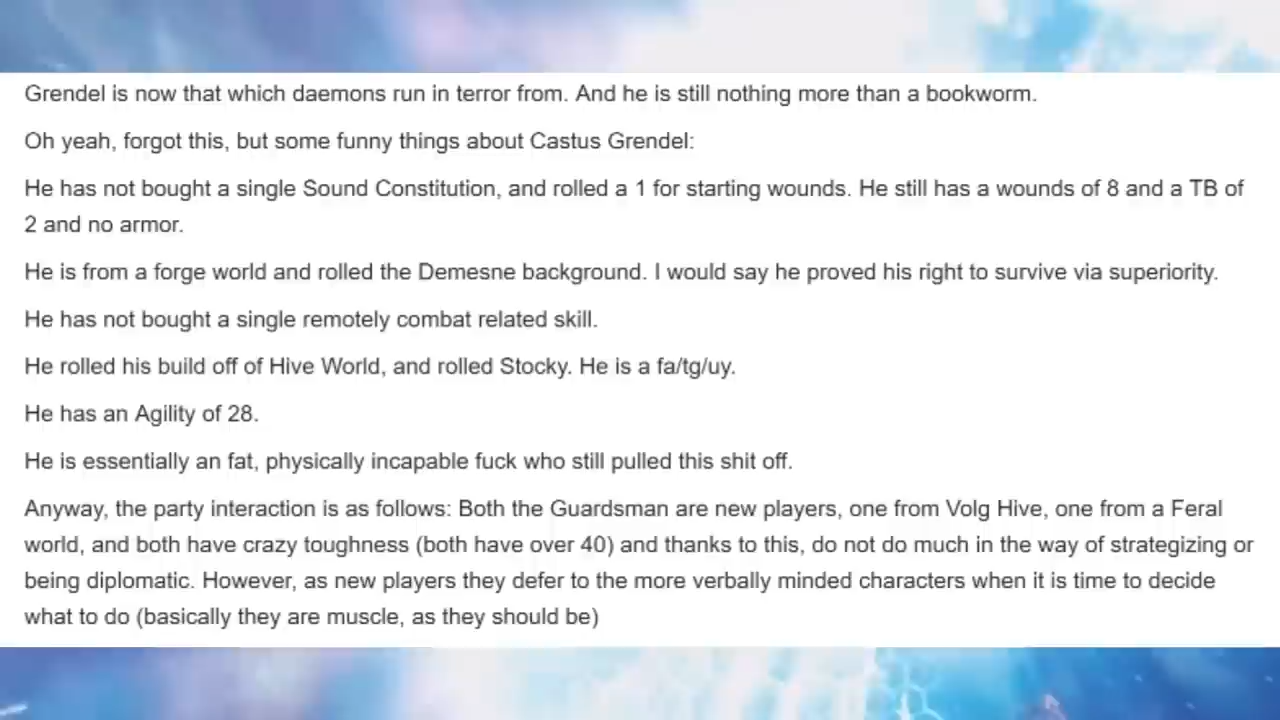 Grendel is now that which daemons run in terror from. And he is still nothing more than a bookworm.
Oh yeah, forgot this, but some funny things about Castus Grendel:
He has not bought a single Sound Constitution, and rolled a 1 for starting wounds. He still has a wounds of 8 and a TB of
2 and no armor.
He is from a forge world and rolled the Demesne background. I would say he proved his right to survive via superiority.
He has not bought a single remotely combat related skill.
He rolled his build off of Hive World, and rolled Stocky. He is a fa/tg/uy.
He has an Agility of 28.
He is essentially an fat, physically incapable fuck who still pulled this shit off.
Anyway, the party interaction is as follows: Both the Guardsman are new players, one from Volg Hive, one from a Feral
world, and both have crazy toughness (both have over 40) and thanks to this, do not do much in the way of strategizing or
being diplomatic. However, as new players they defer to the more verbally minded characters when it is time to decide
what to do (basically they are muscle, as they should be)